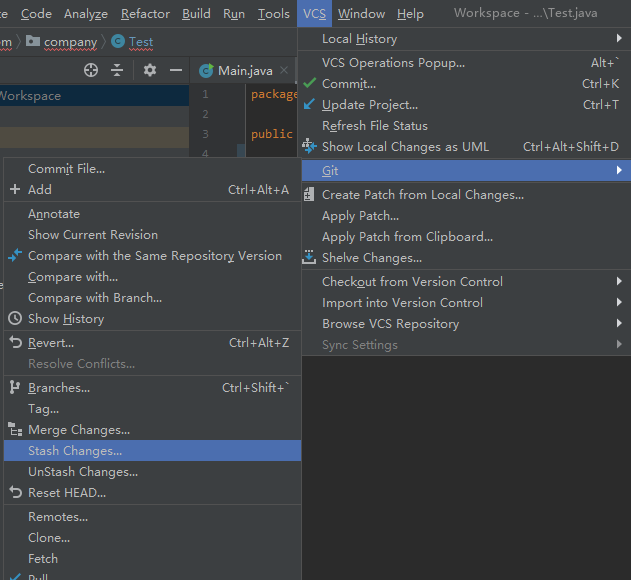 Code Analyze Refactor Build Run Tools VCS Window Help Workspace - ...\Test.java
company Test
Main.java
Workspace
1 package
2
3 public
4
Local History
VCS Operations Popup... Alt+`
Commit... Ctrl+K
Update Project... Ctrl+T
Refresh File Status
Show Local Changes as UML Ctrl+Alt+Shift+D
Git
Create Patch from Local Changes...
Apply Patch...
Apply Patch from Clipboard...
Shelve Changes...
Checkout from Version Control
Import into Version Control
Browse VCS Repository
Sync Settings
Commit File...
Add Ctrl+Alt+A
Annotate
Show Current Revision
Compare with the Same Repository Version
Compare with...
Compare with Branch...
Show History
Revert... Ctrl+Alt+Z
Resolve Conflicts...
Branches... Ctrl+Shift+`
Tag...
Merge Changes...
Stash Changes...
UnStash Changes...
Reset HEAD...
Remotes...
Clone...
Fetch
Pull